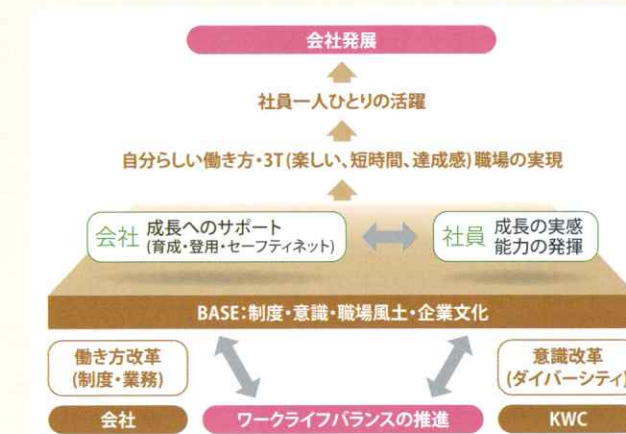 会社発展
社員一人ひとりの活躍
自分らしい働き方・3T(楽しい、短時間、達成感)職場の実現
会社 成長へのサポート
(育成・登用・セーフティネット)
社員 成長の実感
能力の発揮
BASE:制度・意識・職場風土・企業文化
働き方改革
(制度・業務)
意識改革
(ダイバーシティ)
会社
ワークライフバランスの推進
KWC